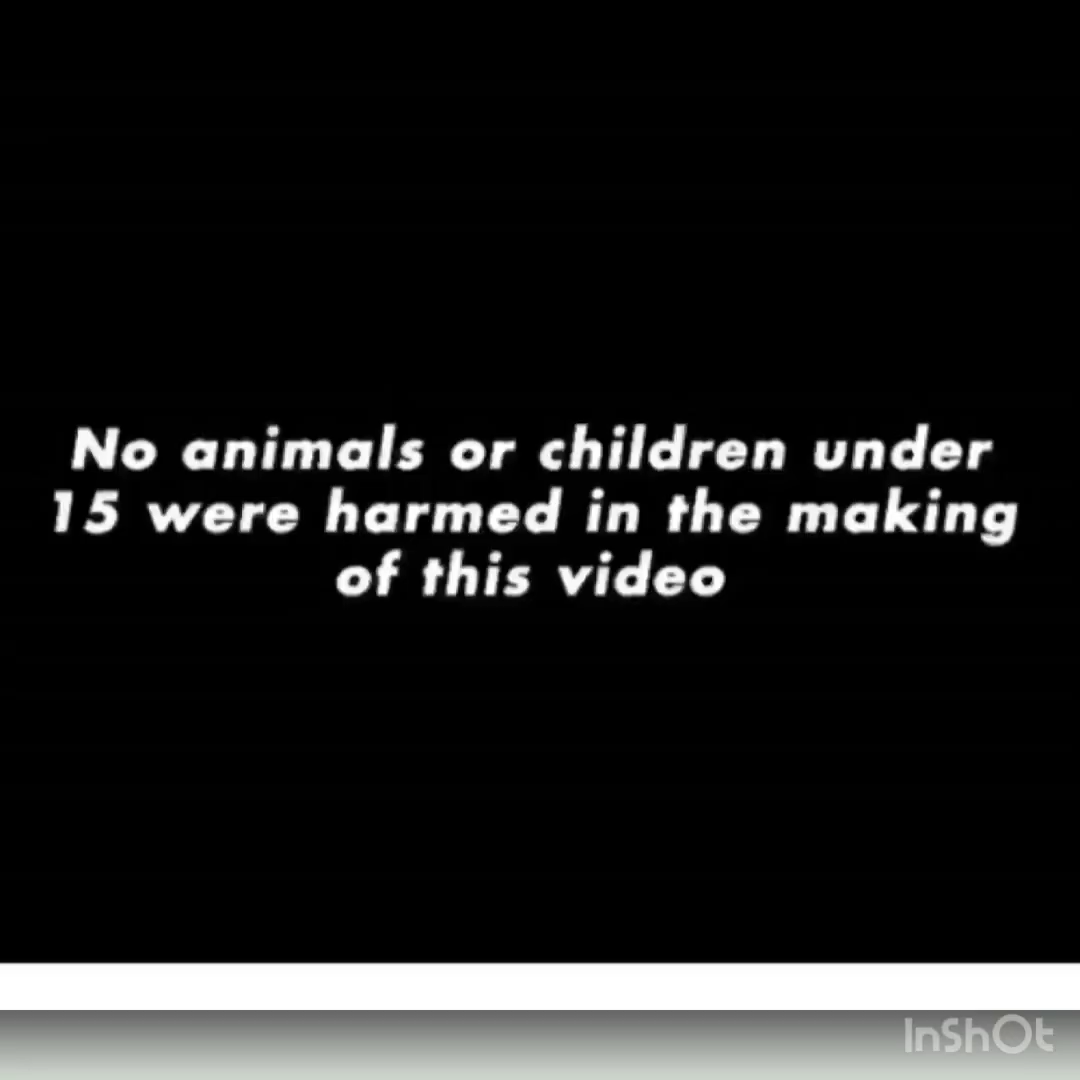 No animals or children under
15 were harmed in the making
of this video
InShOt